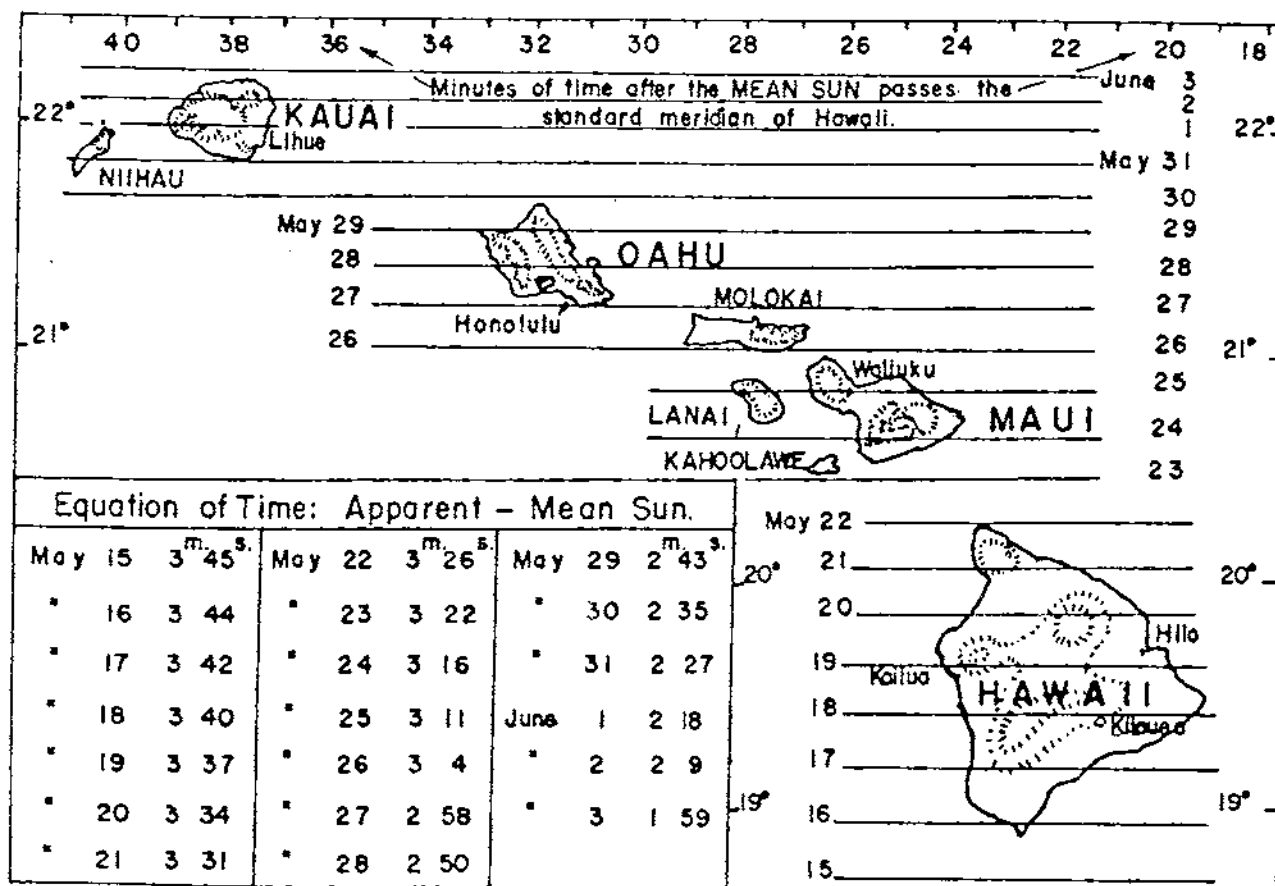 40 38 36 34 32 30 28 26 24 22 20 18
Minutes of time after the MEAN SUN passes the
standard meridian of Hawaii.
June 3
2
22° 1 22°
KAUAI
Lihue
May 31
NIIHAU
30
May 29 29
OAHU
28 28
27 27
MOLOKAI
Honolulu
21° 26 26 21°
Wailuku
25
LANAI
MAUI
24
KAHOOLAWE
23
Equation of Time: Apparent – Mean Sun.
May 15 3m. 45s. May 22 3m 26s. May 29 2m. 43s.
" 16 3 44 " 23 3 22 " 30 2 35
" 17 3 42 " 24 3 16 " 31 2 27
" 18 3 40 " 25 3 11 June 1 2 18
" 19 3 37 " 26 3 4 " 2 2 9
" 20 3 34 " 27 2 58 " 3 1 59
" 21 3 31 " 28 2 50
May 22
20° 21 20°
20
Hilo
19
Kailua
HAWAII
18
Kilauea
17
19° 19°
16
15